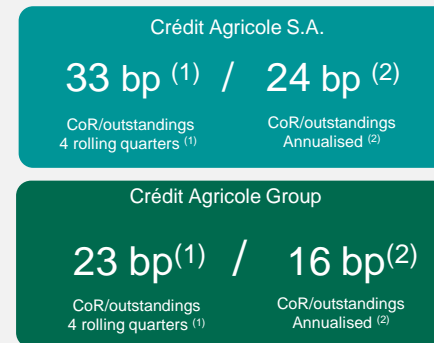 Crédit Agricole S.A.
33 bp (1) / 24 bp (2)
CoR/outstandings
4 rolling quarters (1)
CoR/outstandings
Annualised (2)
Crédit Agricole Group
23 bp(1) / 16 bp(2)
CoR/outstandings
4 rolling quarters (1)
CoR/outstandings
Annualised (2)